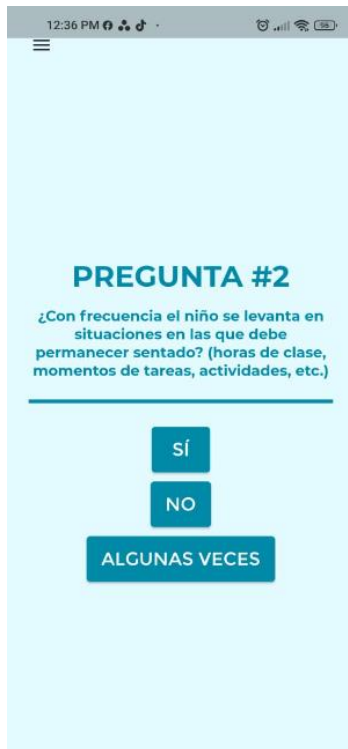 12:36 PM
98
PREGUNTA #2
¿Con frecuencia el niño se levanta en
situaciones en las que debe
permanecer sentado? (horas de clase,
momentos de tareas, actividades, etc.)
SÍ
NO
ALGUNAS VECES